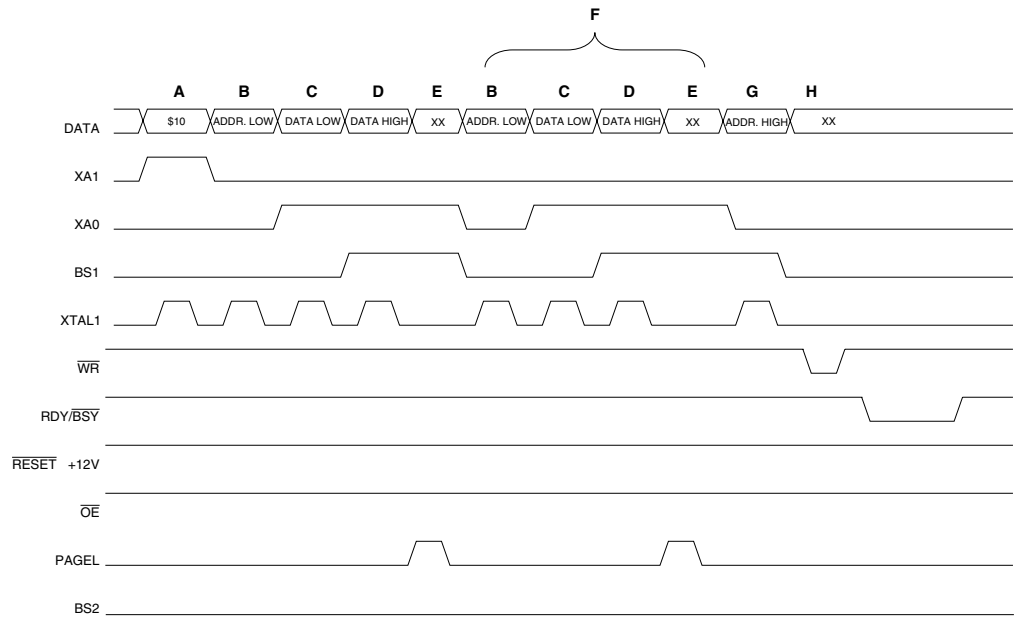 F
A B C D E B C D E G H
DATA $10 ADDR. LOW DATA LOW DATA HIGH XX ADDR. LOW DATA LOW DATA HIGH XX ADDR. HIGH XX
XA1
XA0
BS1
XTAL1
WR
RDY/BSY
RESET +12V
OE
PAGEL
BS2